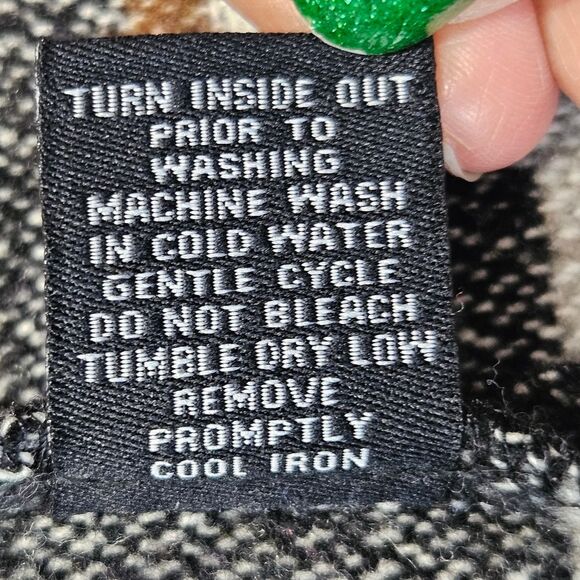 TURN INSIDE OUT
PRIOR TO
WASHING
MACHINE WASH
IN COLD WATER
GENTLE CYCLE
DO NOT BLEACH
TUMBLE DRY LOW
REMOVE
PROMPTLY
COOL IRON